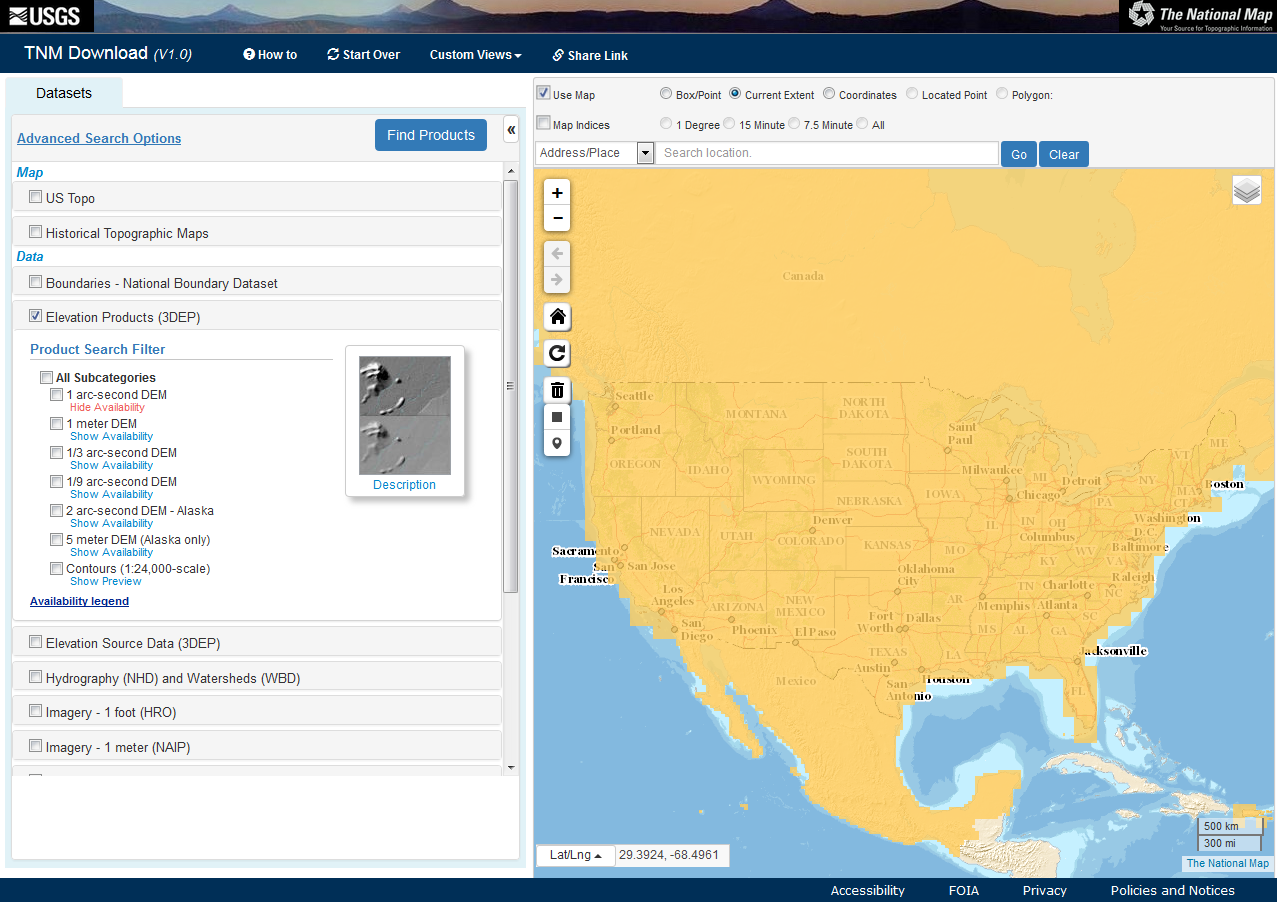 USGS
The National Map
Your Source for Topographic Information
TNM Download (V1.0)
How to
Start Over
Custom Views
Share Link
Datasets
Advanced Search Options
Find Products
«
Map
US Topo
Historical Topographic Maps
Data
Boundaries - National Boundary Dataset
Elevation Products (3DEP)
Product Search Filter
All Subcategories
1 arc-second DEM
Hide Availability
1 meter DEM
Show Availability
1/3 arc-second DEM
Show Availability
1/9 arc-second DEM
Show Availability
2 arc-second DEM - Alaska
Show Availability
5 meter DEM (Alaska only)
Show Availability
Contours (1:24,000-scale)
Show Preview
Availability legend
Description
Elevation Source Data (3DEP)
Hydrography (NHD) and Watersheds (WBD)
Imagery - 1 foot (HRO)
Imagery - 1 meter (NAIP)
Use Map
Box/Point
Current Extent
Coordinates
Located Point
Polygon:
Map Indices
1 Degree
15 Minute
7.5 Minute
All
Address/Place
Search location.
Go
Clear
+
−
Canada
Seattle
MONTANA
NORTH
DAKOTA
Portland
Saint
Paul
ME
OREGON
IDAHO
SOUTH
DAKOTA
VT
WYOMING
Milwaukee
MI
Detroit
NY
MA
Boston
NEBRASKA
IOWA
Chicago
PA
CT
Denver
IL
IN
OH
Washington
D.C
NEVADA
UTAH
COLORADO
KANSAS
MO
Columbus
Baltimore
Sacramento
San
Francisco
San Jose
KY
WV
VA
Oklahoma
City
TN
Charlotte
Raleigh
NC
Los
Angeles
ARIZONA
NEW
MEXICO
AR
Memphis
Atlanta
SC
San
Diego
Phoenix
El Paso
Fort
Worth
Dallas
MS
AL
GA
TEXAS
LA
Jacksonville
Austin
Mexico
San
Antonio
Houston
FL
500 km
300 mi
Lat/Lng
29.3924, -68.4961
The National Map
Accessibility
FOIA
Privacy
Policies and Notices